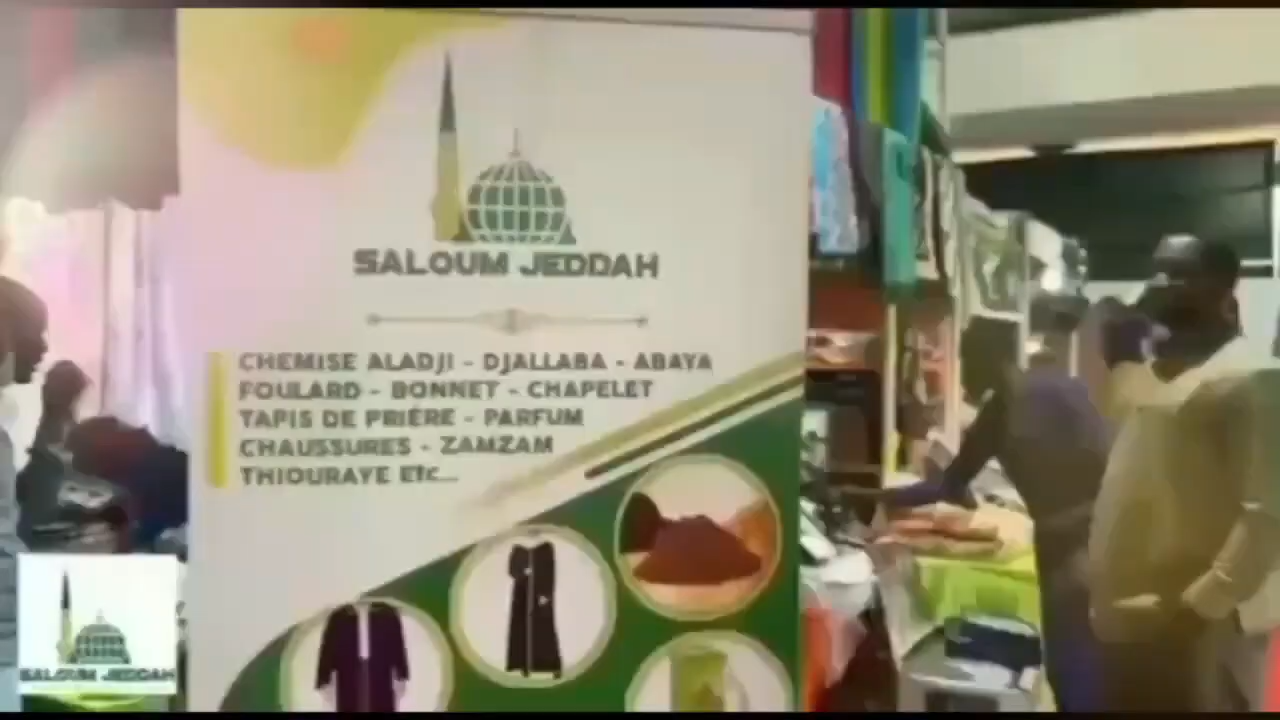 SALOUM JEDDAH
CHEMISE ALADJI - DJALLABA - ABAYA
FOULARD - BONNET - CHAPELET
TAPIS DE PRIÈRE - PARFUM
CHAUSSURES - ZAMZAM
THIOURAYE ETC...
SALOUM JEDDAH